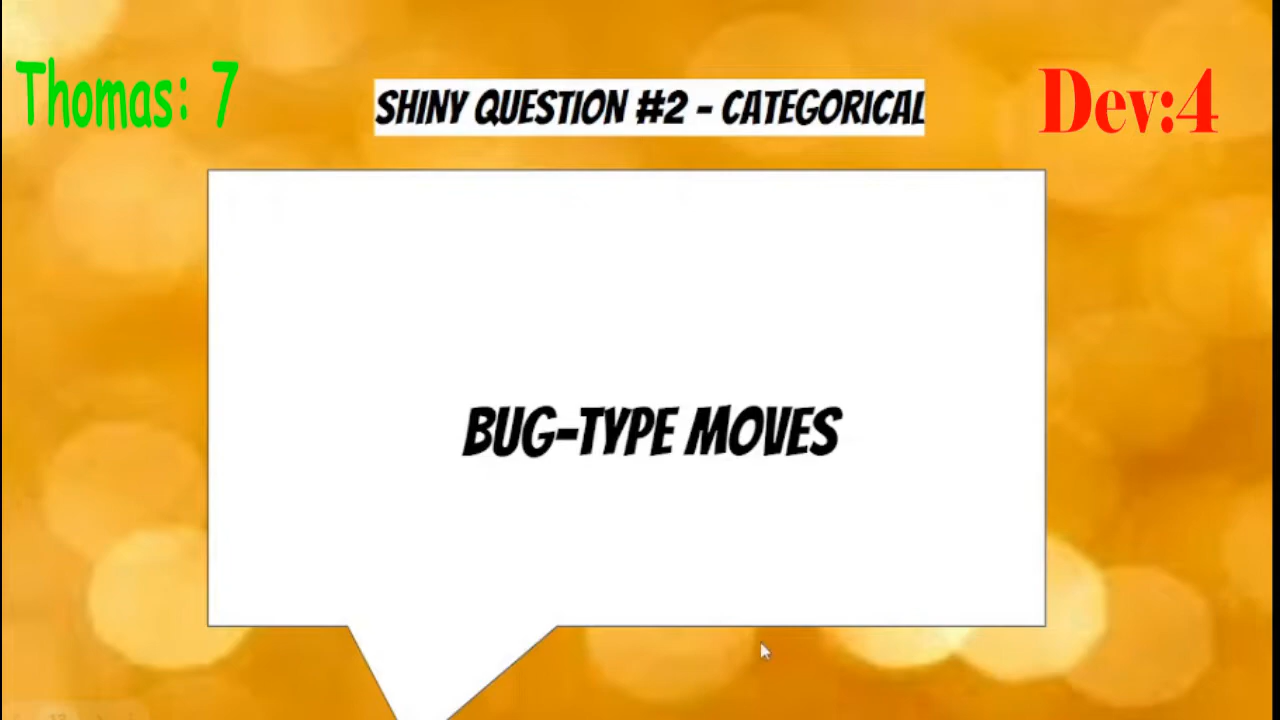 Thomas: 7
SHINY QUESTION #2 - CATEGORICAL
Dev:4
BUG-TYPE MOVES